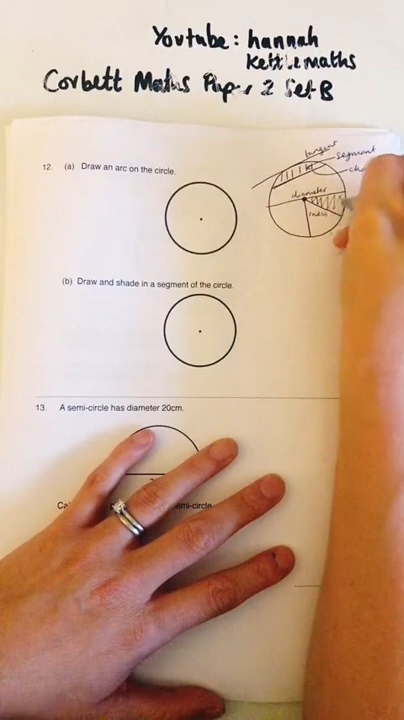 Youtube: hannah
kettlemaths
Corbett Maths Paper 2 Set B
12. (a) Draw an arc on the circle.
tangent
segment
diameter
radius
(b) Draw and shade in a segment of the circle.
13. A semi-circle has diameter 20cm.
semi-circle